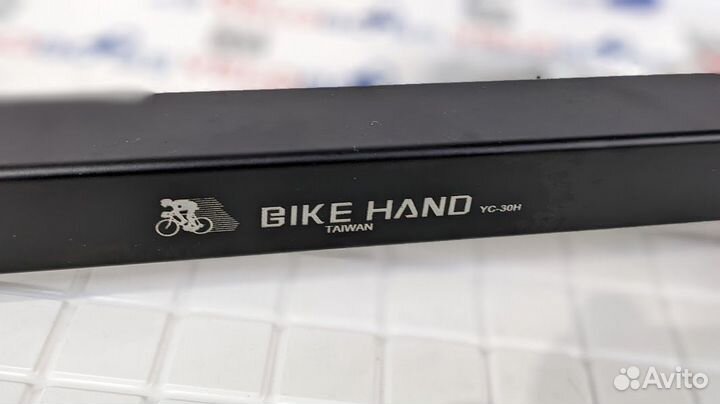 BIKE HAND YC-30H
TAIWAN
Avito